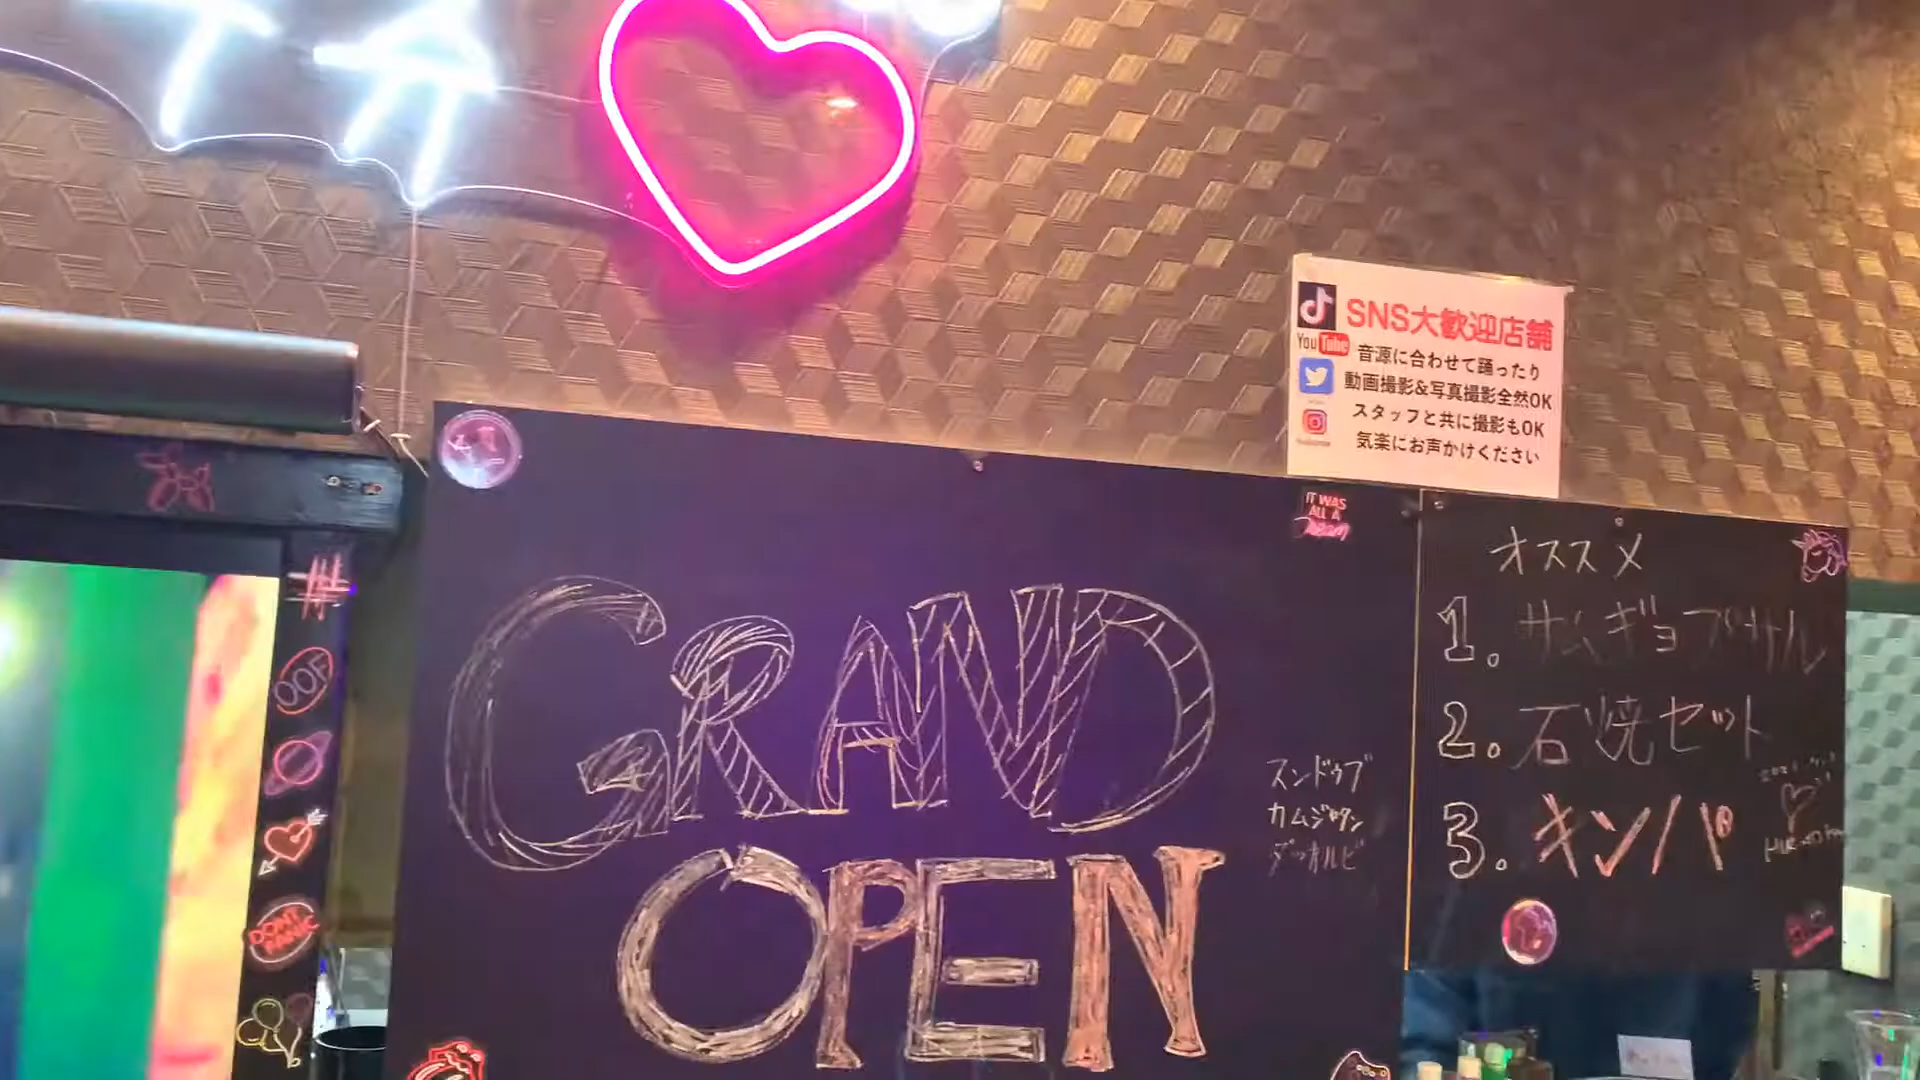 SNS大歓迎店舗
YouTube
音源に合わせて踊ったり
動画撮影&写真撮影全然OK
スタッフと共に撮影もOK
気楽にお声かけください
IT WAS
ALL A
Dream
GRAND
OPEN
スンドゥブ
カムジャタン
ダッカルビ
オススメ
1. サムギョプサル
2. 石焼セット
3. キンパ
#
OOF
DON'T
PANIC